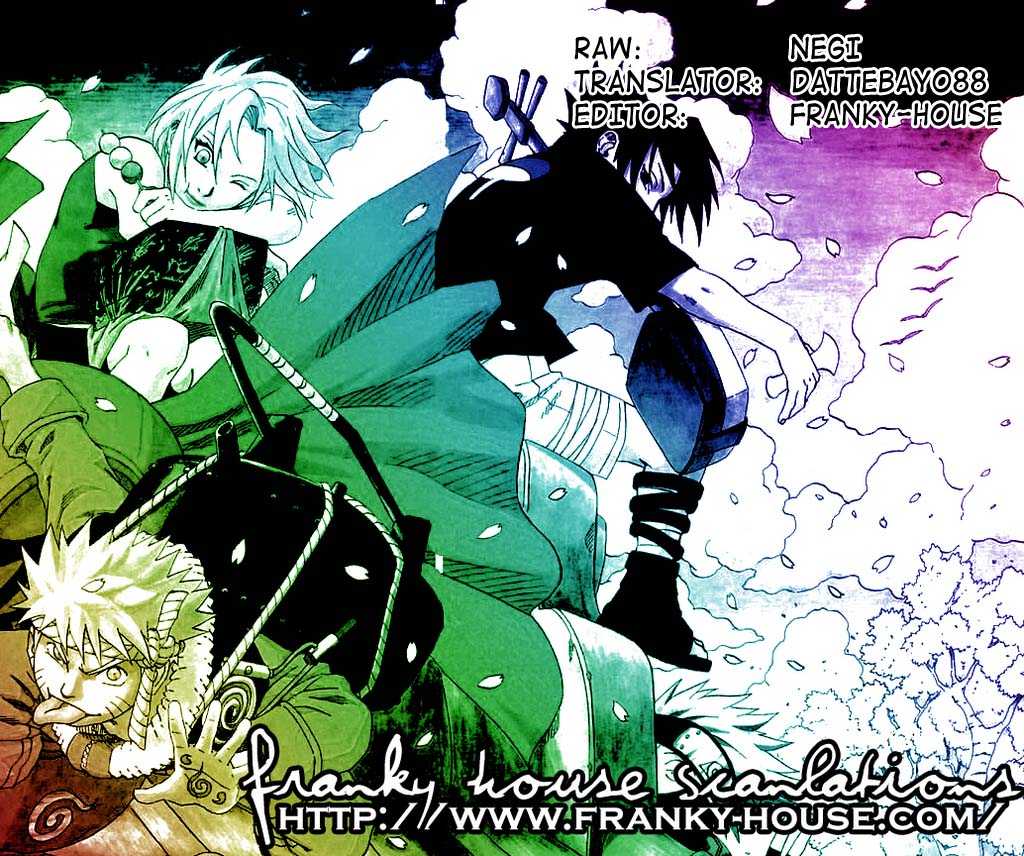 RAW: NEGI
TRANSLATOR: DATTEBAYO88
EDITOR: FRANKY-HOUSE
franky house scanlations
HTTP://WWW.FRANKY-HOUSE.COM/